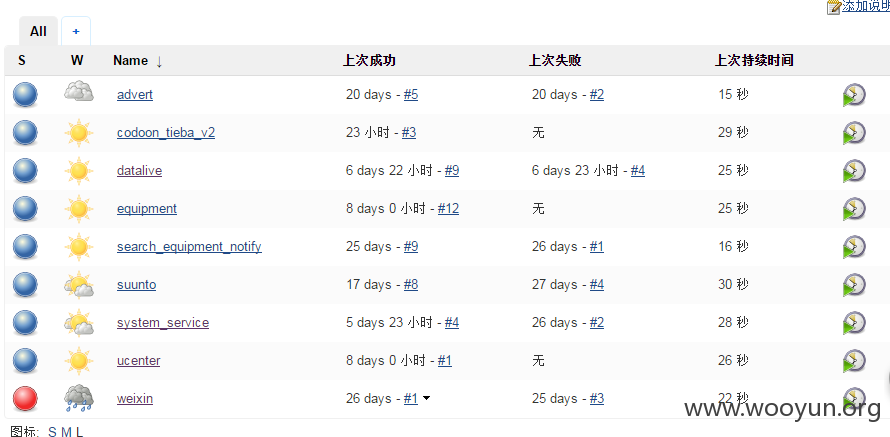 添加说明
All +
S W Name ↓ 上次成功 上次失败 上次持续时间
advert 20 days - #5 20 days - #2 15 秒
codoon_tieba_v2 23 小时 - #3 无 29 秒
datalive 6 days 22 小时 - #9 6 days 23 小时 - #4 25 秒
equipment 8 days 0 小时 - #12 无 25 秒
search_equipment_notify 25 days - #9 26 days - #1 16 秒
suunto 17 days - #8 27 days - #4 30 秒
system_service 5 days 23 小时 - #4 26 days - #2 28 秒
ucenter 8 days 0 小时 - #1 无 26 秒
weixin 26 days - #1 25 days - #3 22 秒
www.wooyun.org
图标: S M L